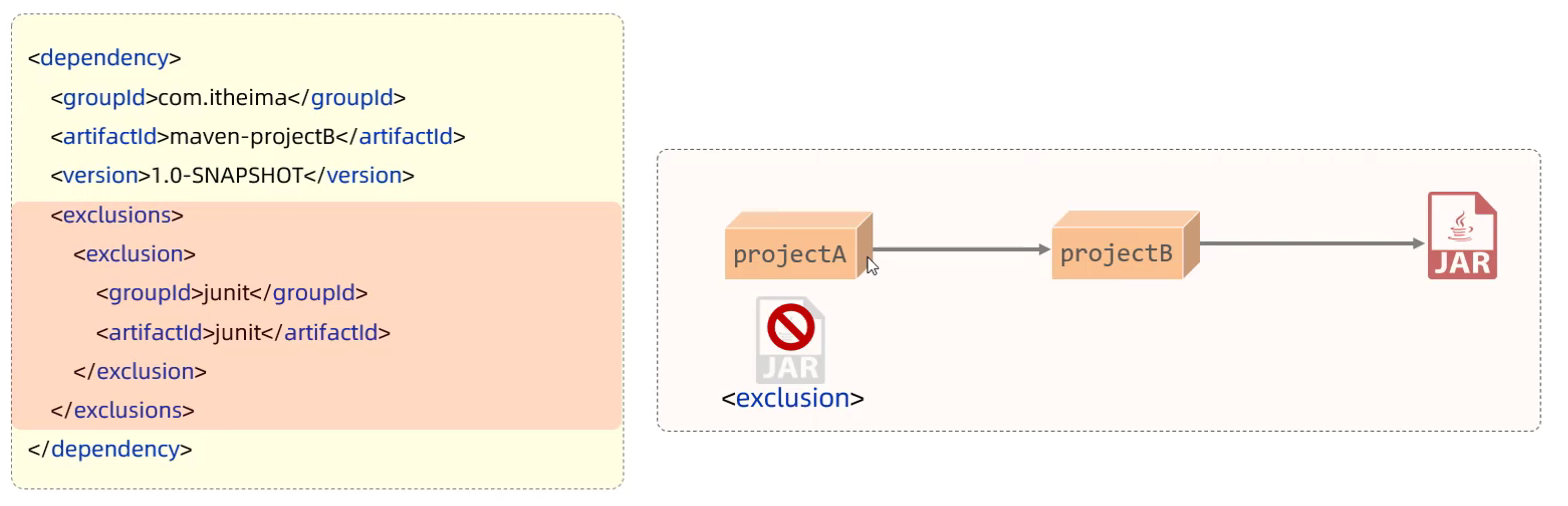 <dependency>
<groupId>com.itheima</groupId>
<artifactId>maven-projectB</artifactId>
<version>1.0-SNAPSHOT</version>
<exclusions>
<exclusion>
<groupId>junit</groupId>
<artifactId>junit</artifactId>
</exclusion>
</exclusions>
</dependency>
projectA
projectB
JAR
JAR
<exclusion>